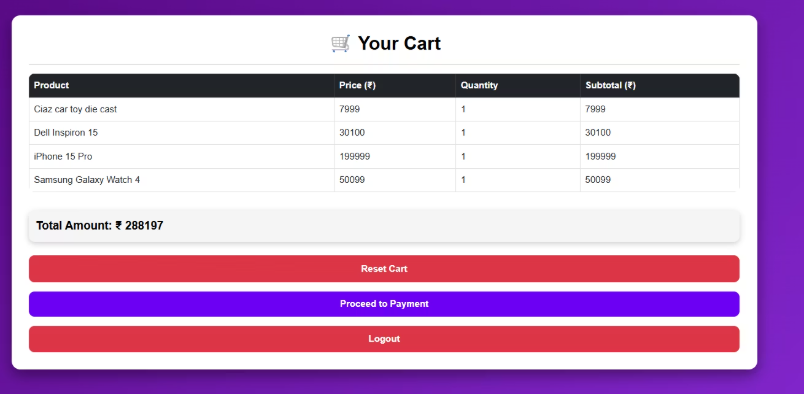 🛒 Your Cart
Product Price (₹) Quantity Subtotal (₹)
Ciaz car toy die cast 7999 1 7999
Dell Inspiron 15 30100 1 30100
iPhone 15 Pro 199999 1 199999
Samsung Galaxy Watch 4 50099 1 50099
Total Amount: ₹ 288197
Reset Cart
Proceed to Payment
Logout